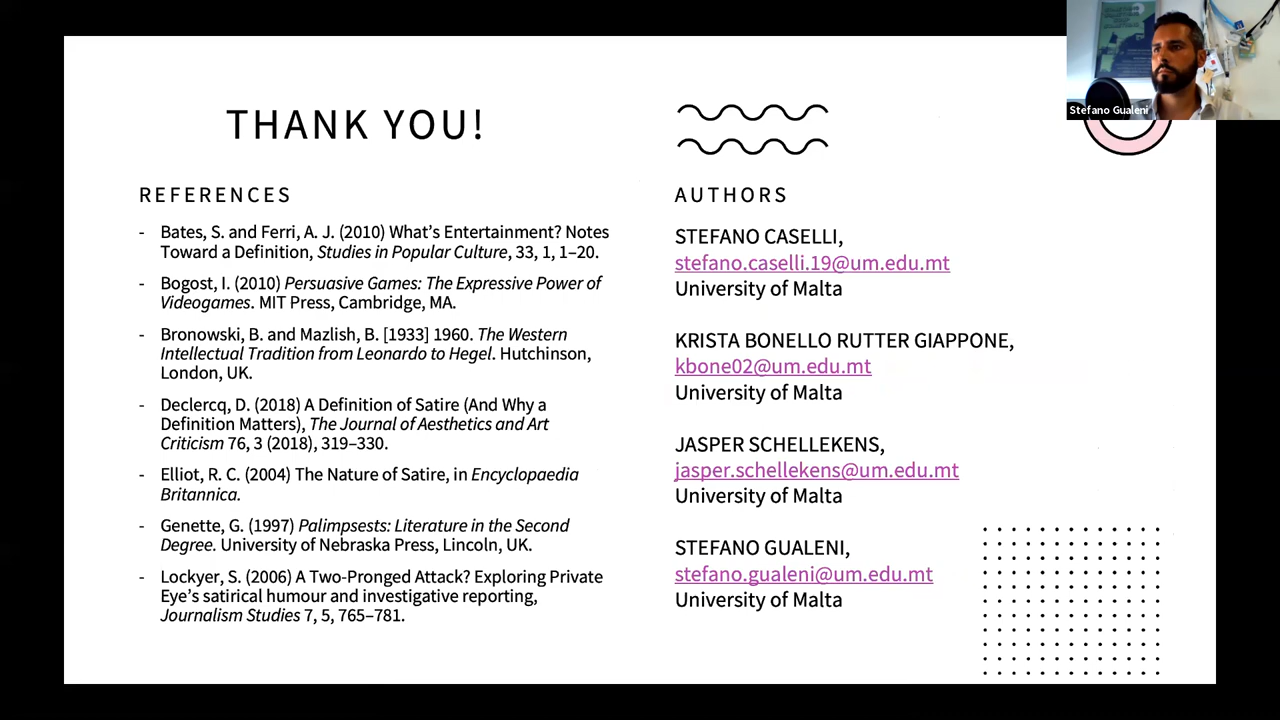 THANK YOU!
REFERENCES
- Bates, S. and Ferri, A. J. (2010) What’s Entertainment? Notes
Toward a Definition, Studies in Popular Culture, 33, 1, 1–20.
- Bogost, I. (2010) Persuasive Games: The Expressive Power of
Videogames. MIT Press, Cambridge, MA.
- Bronowski, B. and Mazlish, B. [1933] 1960. The Western
Intellectual Tradition from Leonardo to Hegel. Hutchinson,
London, UK.
- Declercq, D. (2018) A Definition of Satire (And Why a
Definition Matters), The Journal of Aesthetics and Art
Criticism 76, 3 (2018), 319–330.
- Elliot, R. C. (2004) The Nature of Satire, in Encyclopaedia
Britannica.
- Genette, G. (1997) Palimpsests: Literature in the Second
Degree. University of Nebraska Press, Lincoln, UK.
- Lockyer, S. (2006) A Two-Pronged Attack? Exploring Private
Eye’s satirical humour and investigative reporting,
Journalism Studies 7, 5, 765–781.
AUTHORS
STEFANO CASELLI,
stefano.caselli.19@um.edu.mt
University of Malta
KRISTA BONELLO RUTTER GIAPPONE,
kbone02@um.edu.mt
University of Malta
JASPER SCHELLEKENS,
jasper.schellekens@um.edu.mt
University of Malta
STEFANO GUALENI,
stefano.gualeni@um.edu.mt
University of Malta
Stefano Gualeni